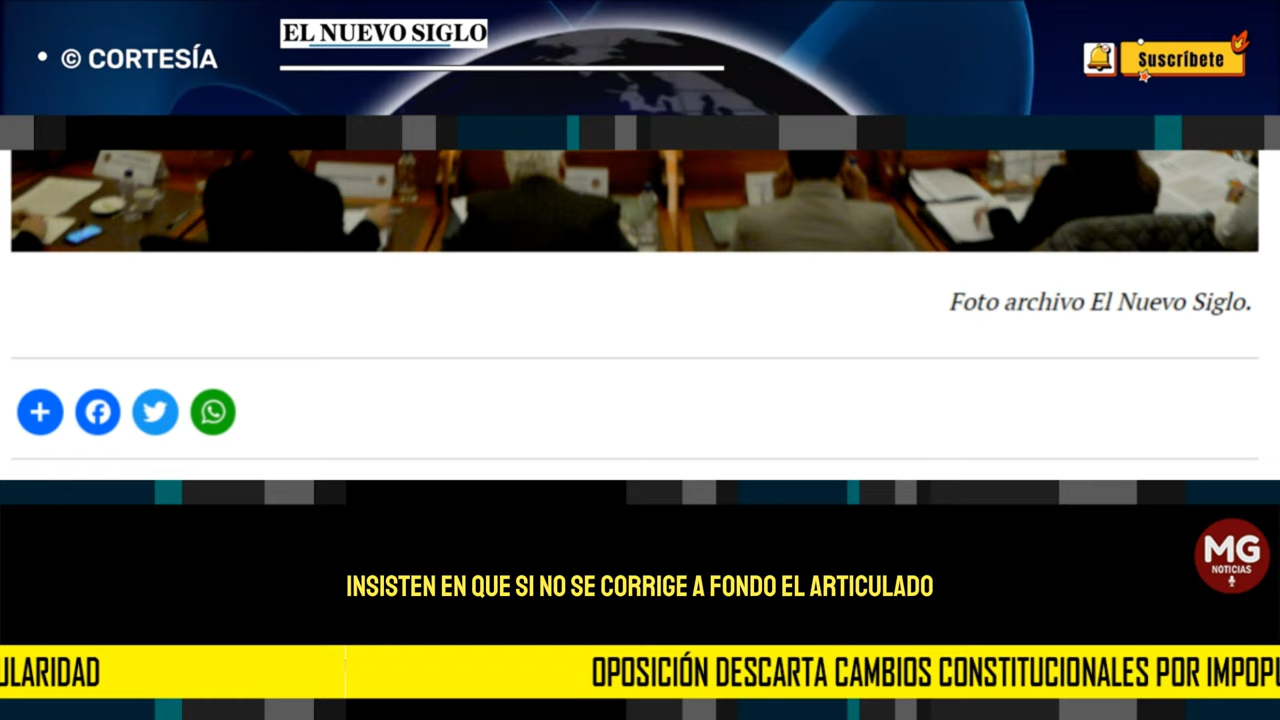 EL NUEVO SIGLO
• © CORTESÍA
Suscríbete
Foto archivo El Nuevo Siglo.
MG
NOTICIAS
INSISTEN EN QUE SI NO SE CORRIGE A FONDO EL ARTICULADO
ULARIDAD
OPOSICIÓN DESCARTA CAMBIOS CONSTITUCIONALES POR IMPOPU